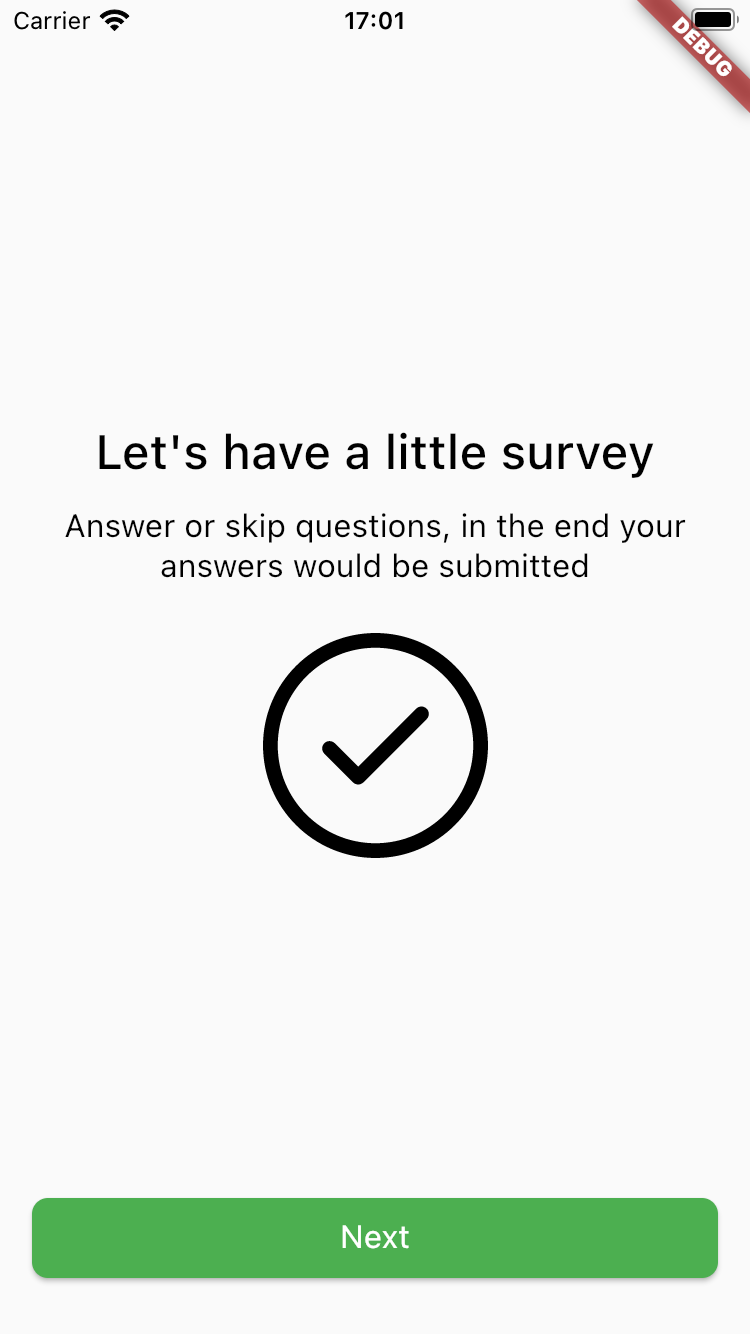 Carrier 17:01
DEBUG
Let's have a little survey
Answer or skip questions, in the end your
answers would be submitted
Next